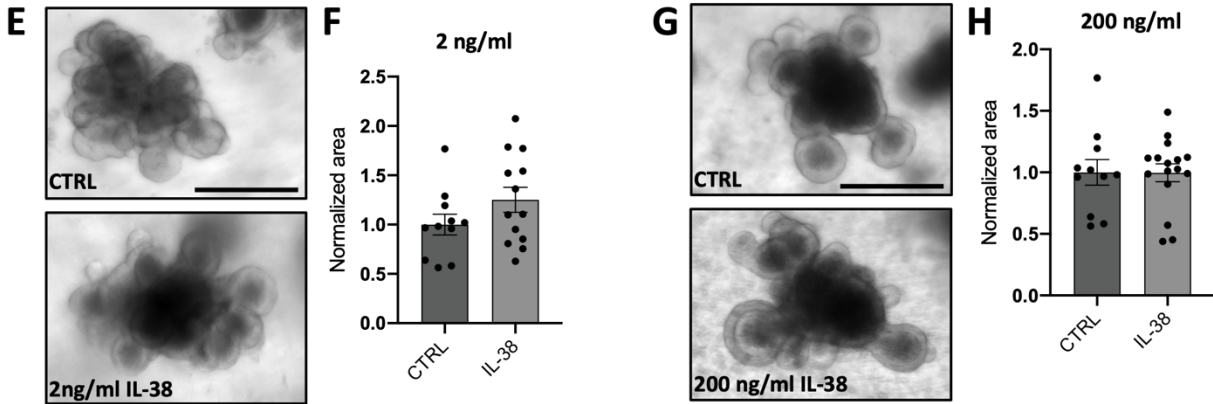 E
CTRL
2ng/ml IL-38
F
2 ng/ml
Normalized area
2.5
2.0
1.5
1.0
0.5
0.0
CTRL
IL-38
G
CTRL
200 ng/ml IL-38
H
200 ng/ml
Normalized area
2.0
1.5
1.0
0.5
0.0
CTRL
IL-38